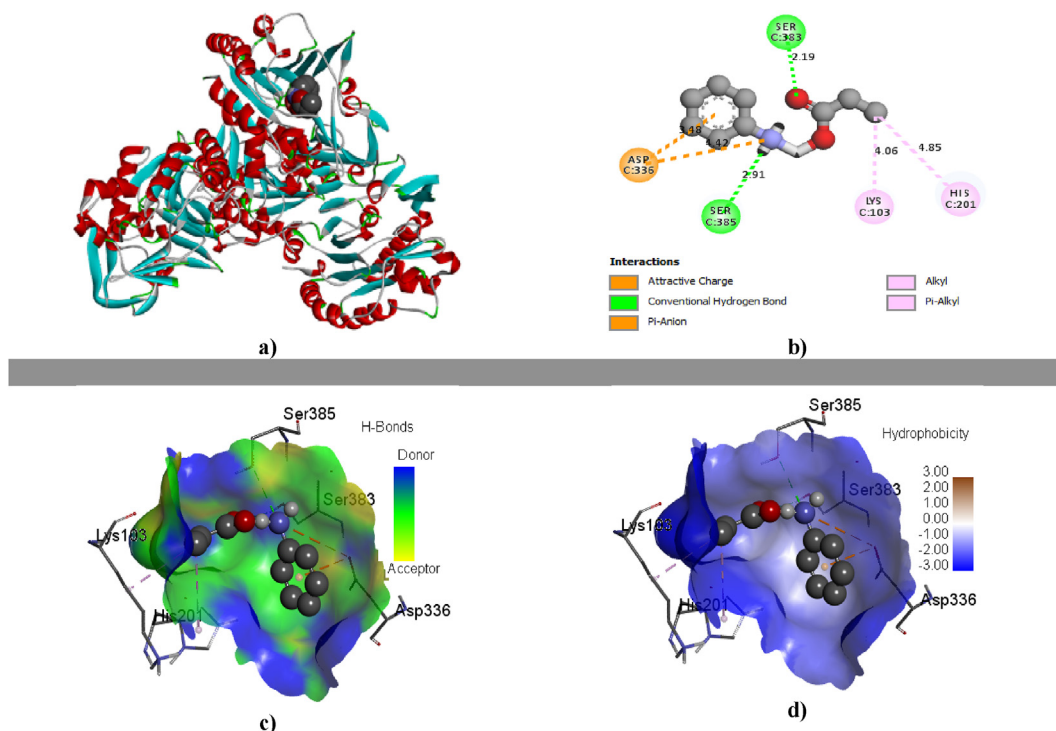 a)
SER
C:383
2.19
3.48
4.42
ASP
C:336
2.91
SER
C:385
4.06
4.85
LYS
C:103
HIS
C:201
Interactions
Attractive Charge
Conventional Hydrogen Bond
Pi-Anion
Alkyl
Pi-Alkyl
b)
Ser385
H-Bonds
Donor
Ser383
Lys103
Acceptor
His201
Asp336
c)
Ser385
Hydrophobicity
3.00
2.00
1.00
0.00
-1.00
-2.00
-3.00
Ser383
Lys103
His201
Asp336
d)